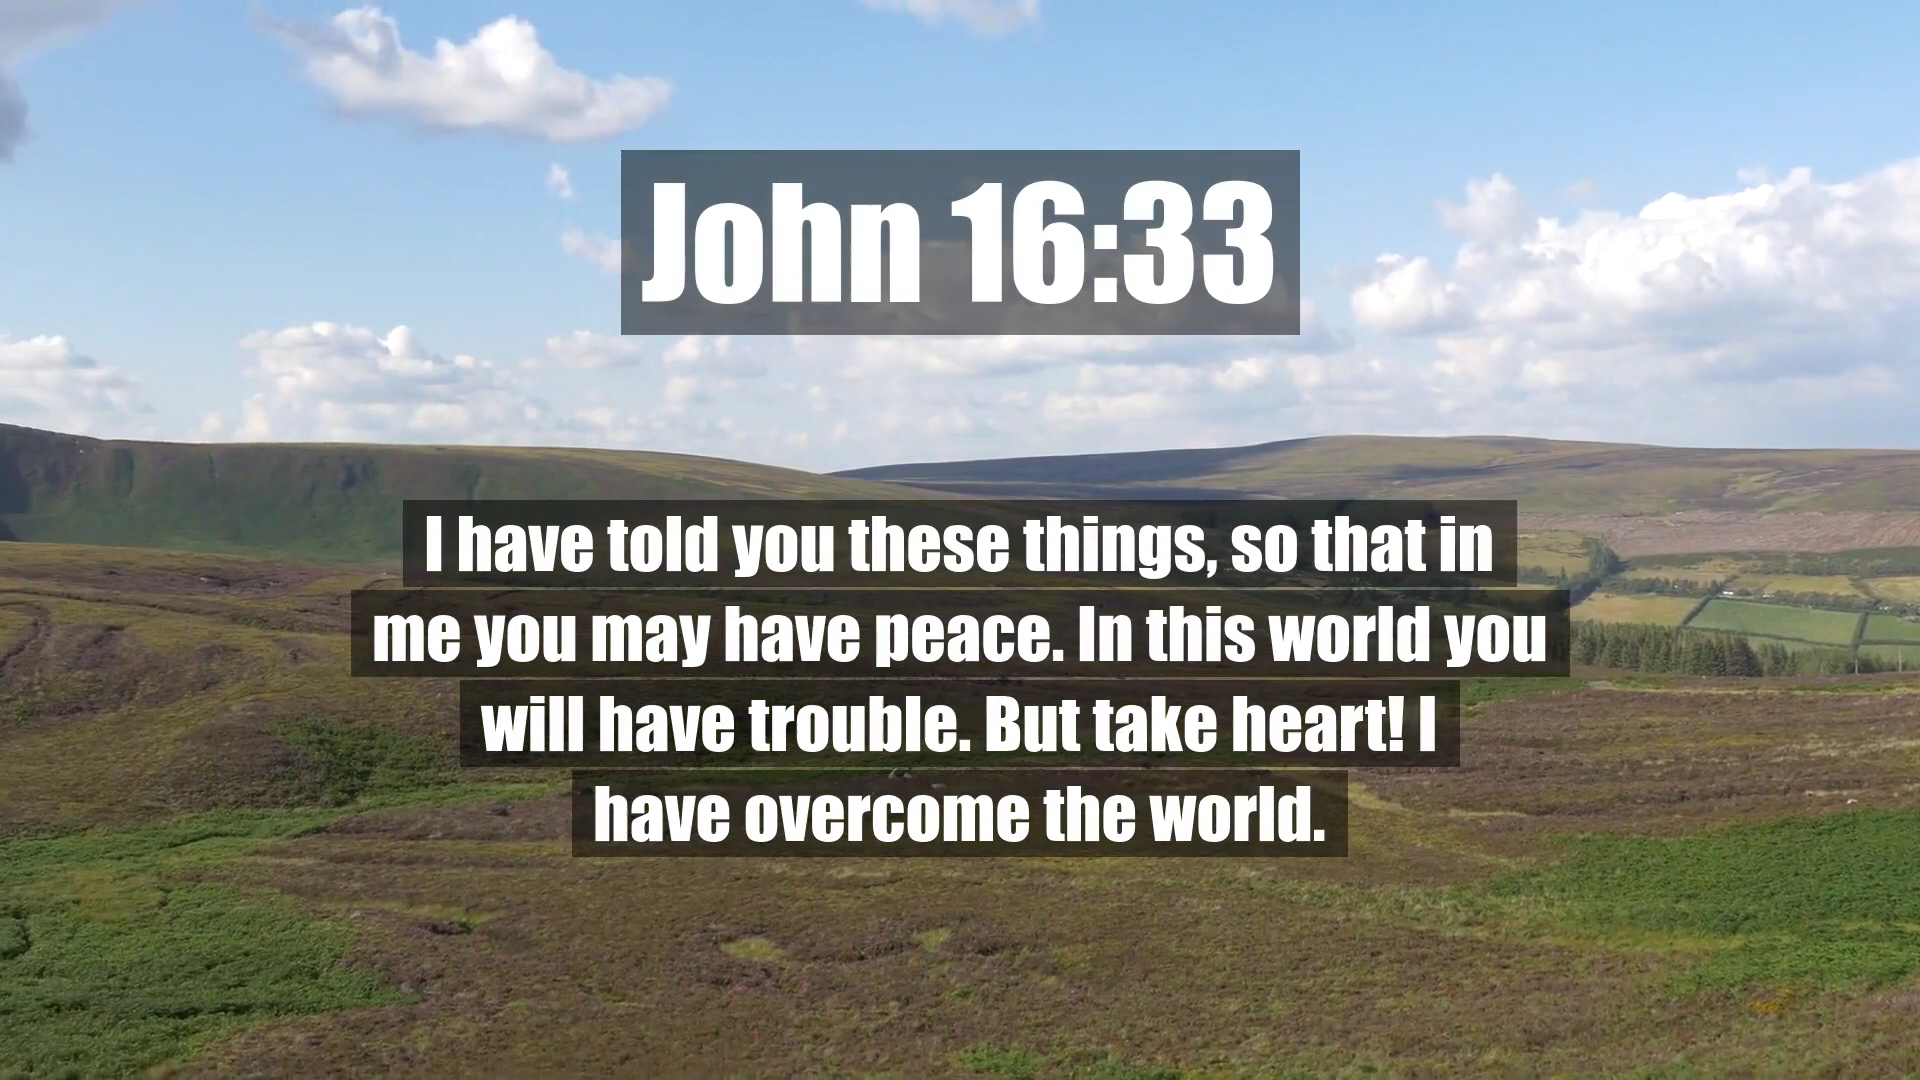 John 16:33
I have told you these things, so that in
me you may have peace. In this world you
will have trouble. But take heart! I
have overcome the world.